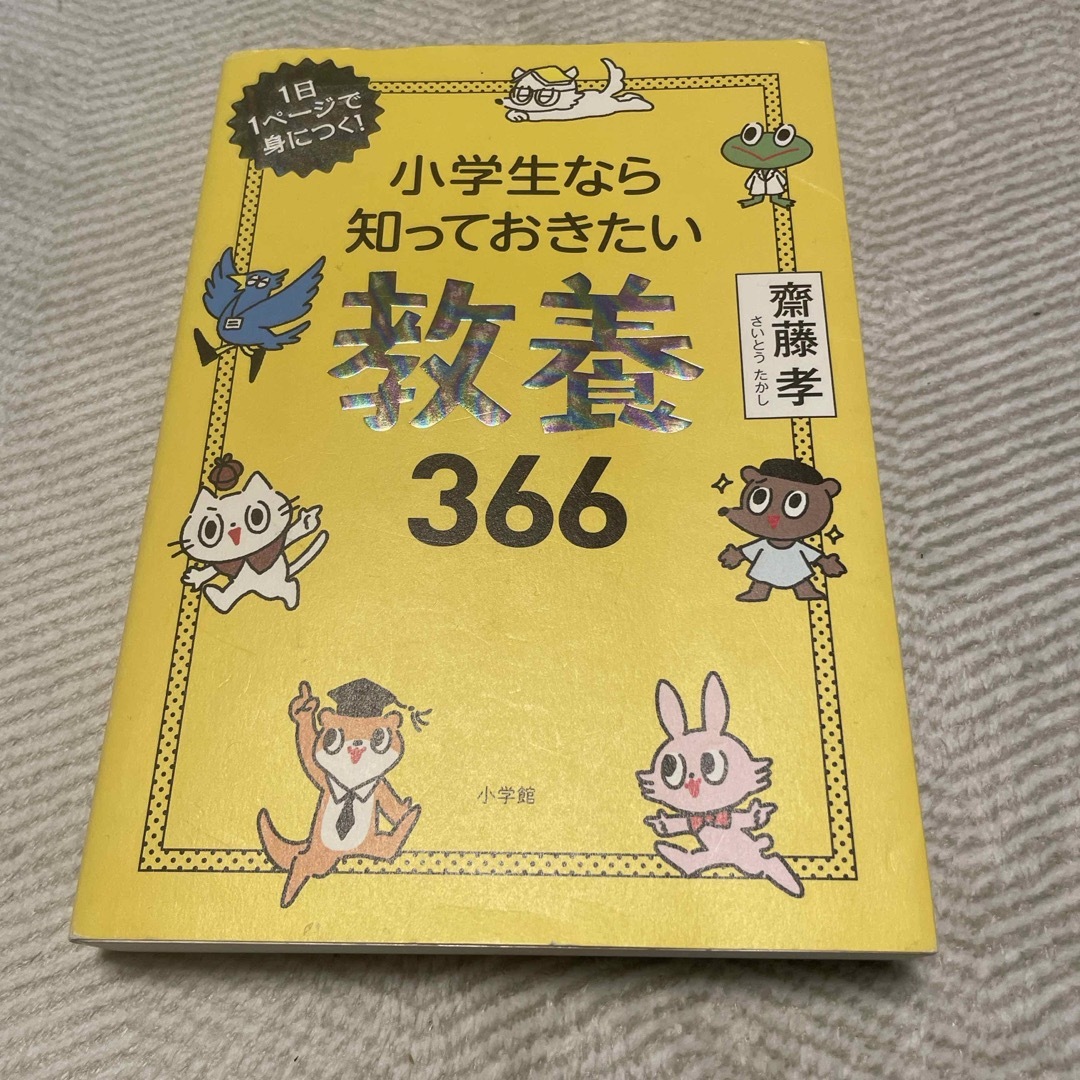 1日
1ページで
身につく!
小学生なら
知っておきたい
教養
366
齋藤 孝
さいとう たかし
小学館